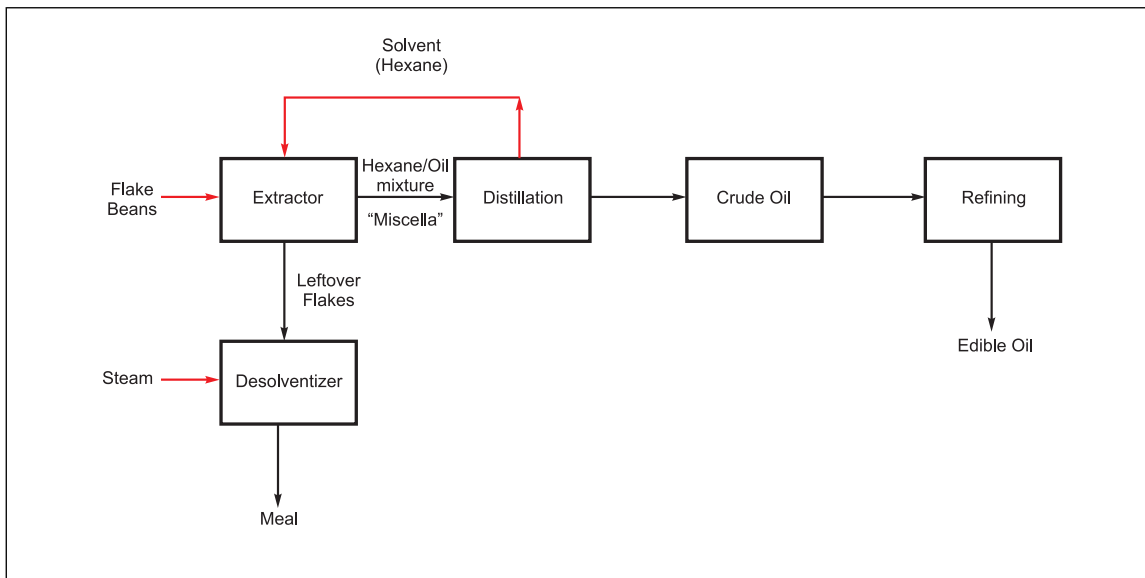 Solvent
(Hexane)
Flake
Beans
Extractor
Hexane/Oil
mixture
“Miscella”
Distillation
Crude Oil
Refining
Leftover
Flakes
Edible Oil
Steam
Desolventizer
Meal